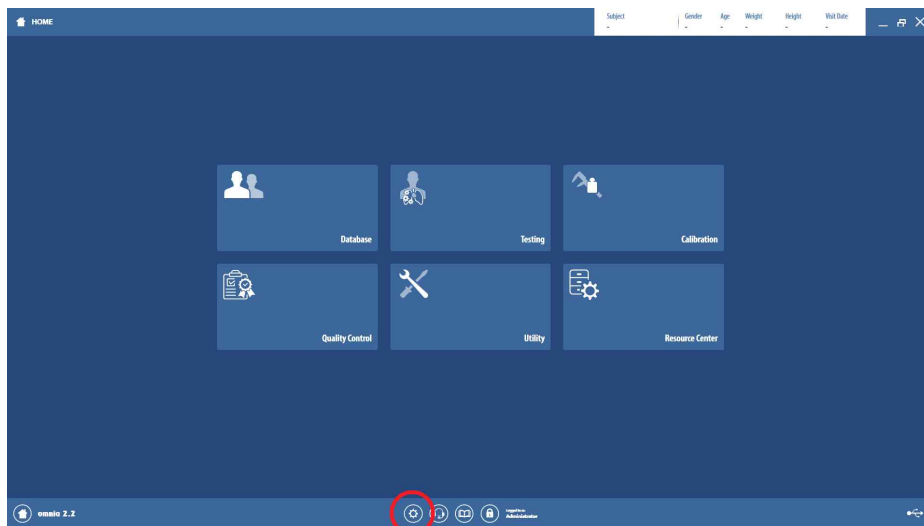 HOME
Subject Gender Age Weight Height Visit Date
- - - - - -
Database Testing Calibration
Quality Control Utility Resource Center
omnia 2.2
Administrator